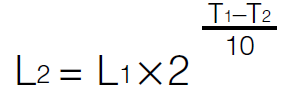 L₂ = L₁ × 2^((T₁–T₂)/10)